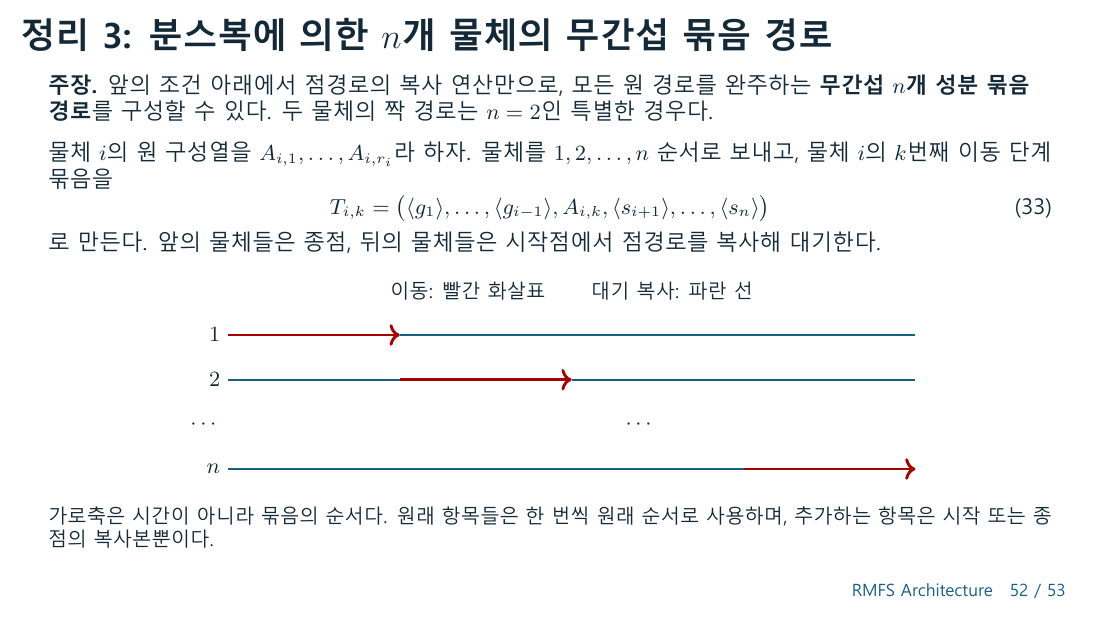 정리 3: 분스복에 의한 n개 물체의 무간섭 묶음 경로
주장. 앞의 조건 아래에서 점경로의 복사 연산만으로, 모든 원 경로를 완주하는 무간섭 n개 성분 묶음
경로를 구성할 수 있다. 두 물체의 짝 경로는 n = 2인 특별한 경우다.
물체 i의 원 구성열을 A_{i,1}, . . . , A_{i,r_i}라 하자. 물체를 1, 2, . . . , n 순서로 보내고, 물체 i의 k번째 이동 단계
묶음을
T_{i,k} = (⟨g_1⟩, . . . , ⟨g_{i−1}⟩, A_{i,k}, ⟨s_{i+1}⟩, . . . , ⟨s_n⟩) (33)
로 만든다. 앞의 물체들은 종점, 뒤의 물체들은 시작점에서 점경로를 복사해 대기한다.
이동: 빨간 화살표 대기 복사: 파란 선
1
2
. . . . . .
n
가로축은 시간이 아니라 묶음의 순서다. 원래 항목들은 한 번씩 원래 순서로 사용하며, 추가하는 항목은 시작 또는 종
점의 복사본뿐이다.
RMFS Architecture 52 / 53